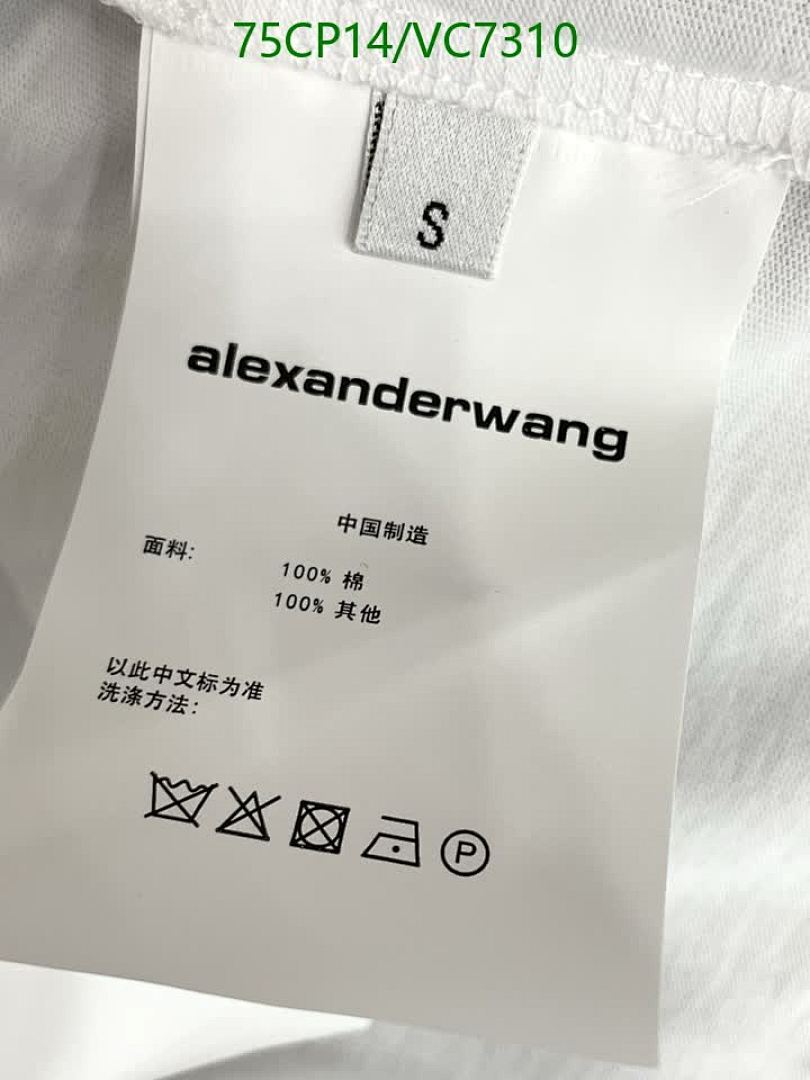 75CP14/VC7310
S
alexanderwang
中国制造
面料:
100% 棉
100% 其他
以此中文标为准
洗涤方法:
P